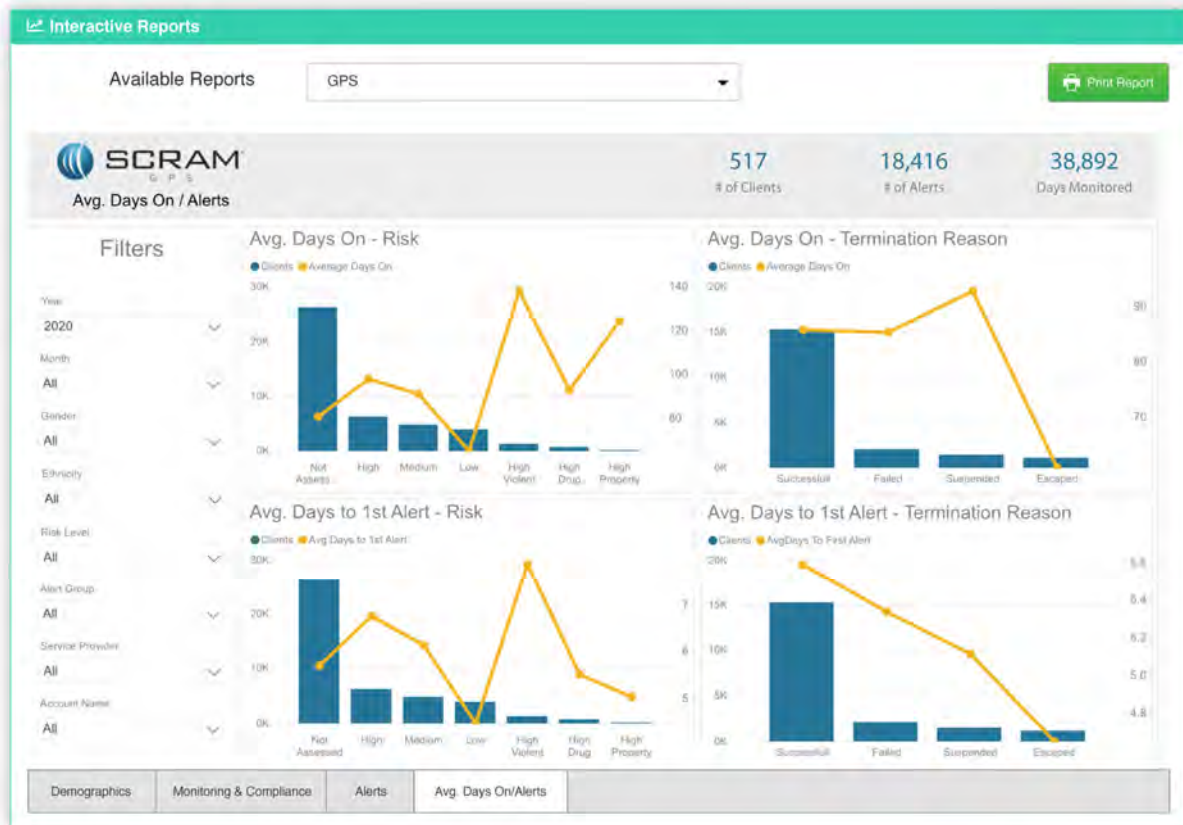 Interactive Reports
Available Reports
GPS
Print Report
SCRAM
GPS
Avg. Days On / Alerts
517
# of Clients
18,416
# of Alerts
38,892
Days Monitored
Filters
Year
2020
Month
All
Gender
All
Ethnicity
All
Risk Level
All
Alert Group
All
Service Provider
All
Account Name
All
Avg. Days On - Risk
Clients Average Days On
30K
20K
10K
0K
140
120
100
80
Not Assess..
High
Medium
Low
High Violent
High Drug..
High Property
Avg. Days On - Termination Reason
Clients Average Days On
20K
15K
10K
5K
0K
90
80
70
Successfull
Failed
Suspended
Escaped
Avg. Days to 1st Alert - Risk
Clients Avg Days to 1st Alert
30K
20K
10K
0K
7
6
5
Not Assessed
High
Medium
Low
High Violent
High Drug
High Property
Avg. Days to 1st Alert - Termination Reason
Clients AvgDays To First Alert
20K
15K
10K
5K
0K
5.6
5.4
5.2
5.0
4.8
Successfull
Failed
Suspended
Escaped
Demographics
Monitoring & Compliance
Alerts
Avg. Days On/Alerts